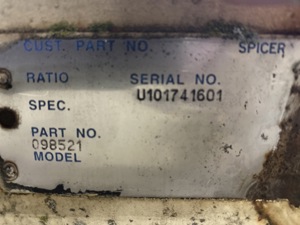 CUST. PART NO. SPICER
RATIO SERIAL NO.
U101741601
SPEC.
PART NO.
098521
MODEL